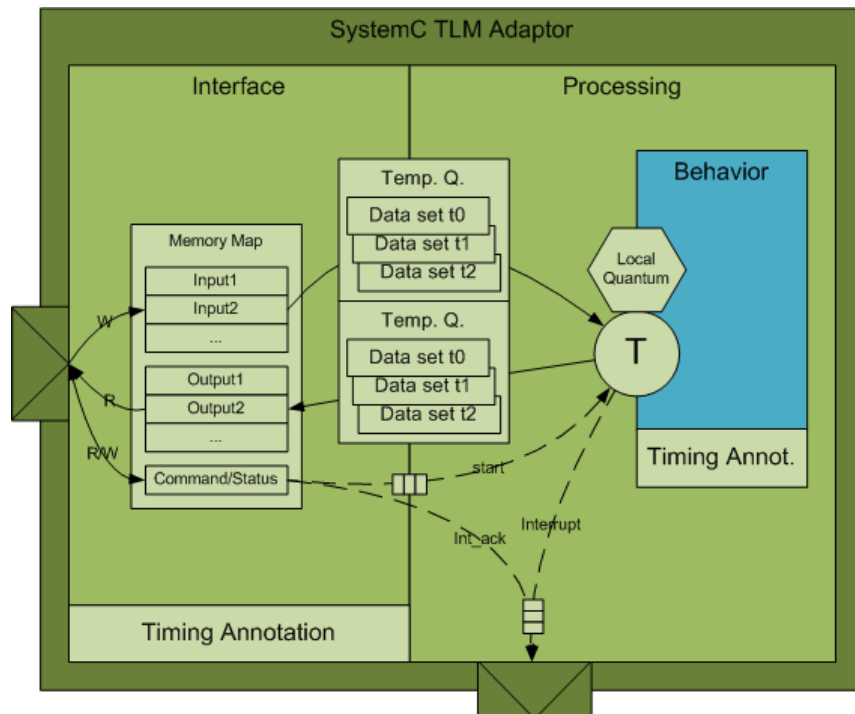 SystemC TLM Adaptor
Interface
Processing
Memory Map
Input1
Input2
...
Output1
Output2
...
Command/Status
W
R
R/W
Temp. Q.
Data set t0
Data set t1
Data set t2
Temp. Q.
Data set t0
Data set t1
Data set t2
Behavior
Local
Quantum
T
Timing Annot.
start
Int_ack
Interrupt
Timing Annotation